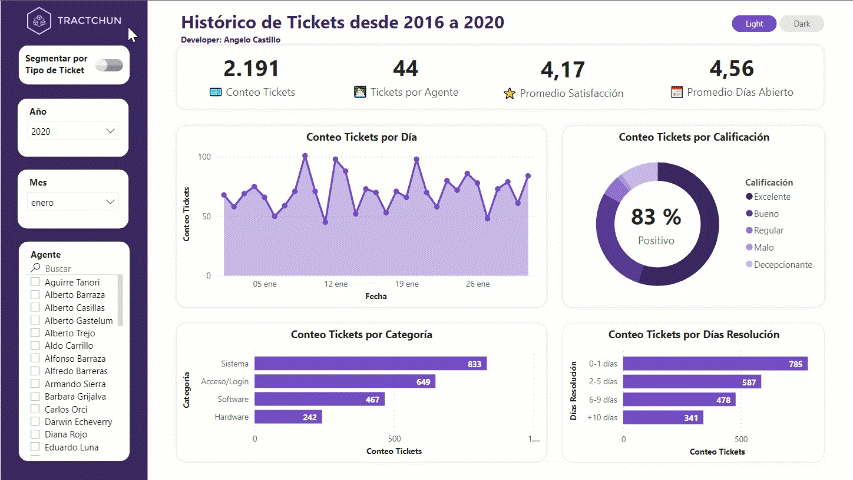 TRACTCHUN
Histórico de Tickets desde 2016 a 2020
Developer: Angelo Castillo
Light
Dark
Segmentar por
Tipo de Ticket
Año
2020
Mes
enero
Agente
Buscar
Aguirre Tanori
Alberto Barraza
Alberto Casillas
Alberto Gastelum
Alberto Trejo
Aldo Carrillo
Alfonso Barraza
Alfredo Barreras
Armando Sierra
Barbara Grijalva
Carlos Orci
Darwin Echeverry
Diana Rojo
Eduardo Luna
2.191
Conteo Tickets
44
Tickets por Agente
4,17
Promedio Satisfacción
4,56
Promedio Días Abierto
Conteo Tickets por Día
Conteo Tickets
100
50
0
05 ene
12 ene
19 ene
26 ene
Fecha
Conteo Tickets por Calificación
83 %
Positivo
Calificación
Excelente
Bueno
Regular
Malo
Decepcionante
Conteo Tickets por Categoría
Categoría
Sistema 833
Acceso/Login 649
Software 467
Hardware 242
0 500 1...
Conteo Tickets
Conteo Tickets por Días Resolución
Días Resolución
0-1 días 785
2-5 días 587
6-9 días 478
+10 días 341
0 500
Conteo Tickets